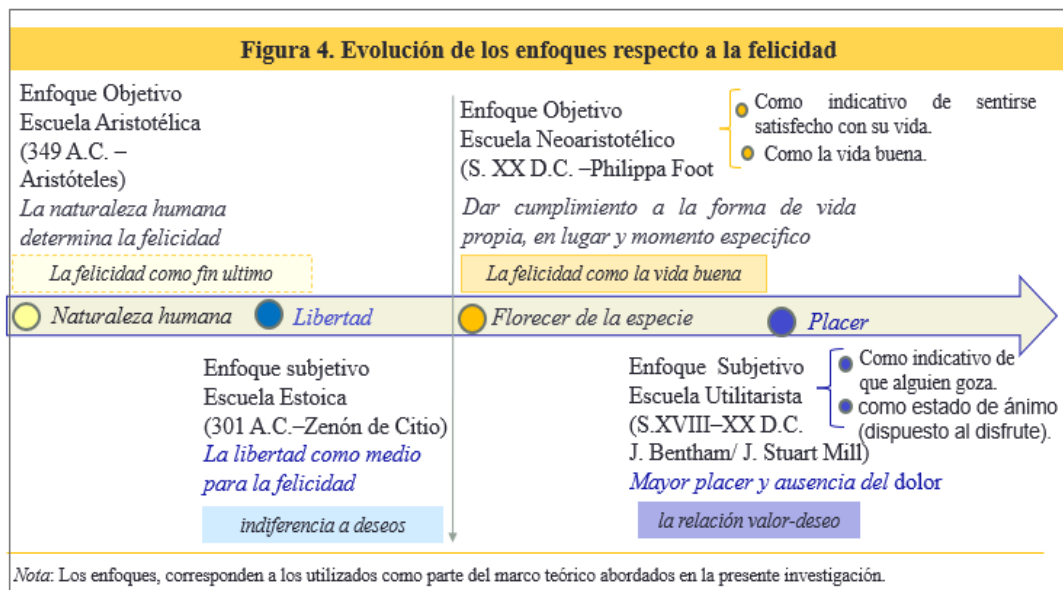 Figura 4. Evolución de los enfoques respecto a la felicidad
Enfoque Objetivo
Escuela Aristotélica
(349 A.C. –
Aristóteles)
La naturaleza humana
determina la felicidad
La felicidad como fin ultimo
Enfoque Objetivo
Escuela Neoaristotélico
(S. XX D.C. –Philippa Foot
Como indicativo de sentirse
satisfecho con su vida.
Como la vida buena.
Dar cumplimiento a la forma de vida
propia, en lugar y momento específico
La felicidad como la vida buena
Naturaleza humana
Libertad
Florecer de la especie
Placer
Enfoque subjetivo
Escuela Estoica
(301 A.C.–Zenón de Citio)
La libertad como medio
para la felicidad
indiferencia a deseos
Enfoque Subjetivo
Escuela Utilitarista
(S.XVIII–XX D.C.
J. Bentham/ J. Stuart Mill)
Como indicativo de
que alguien goza.
como estado de ánimo
(dispuesto al disfrute).
Mayor placer y ausencia del dolor
la relación valor-deseo
Nota: Los enfoques, corresponden a los utilizados como parte del marco teórico abordados en la presente investigación.